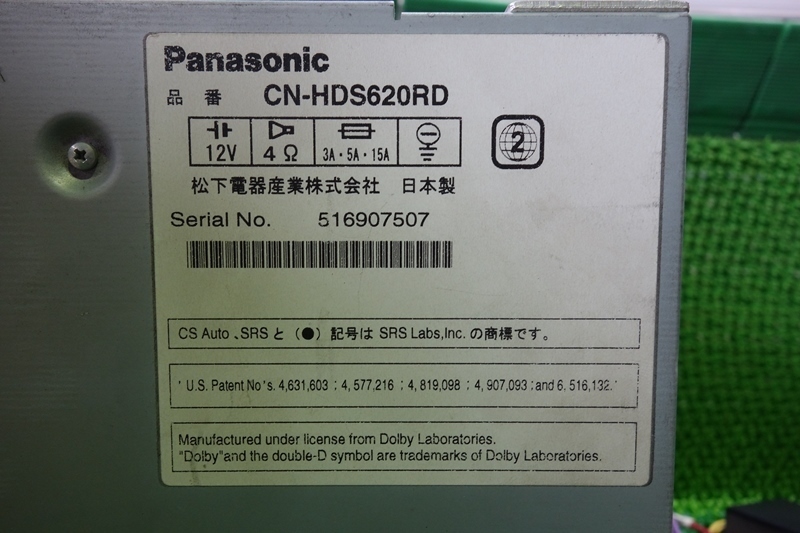 Panasonic
品 番 CN-HDS620RD
12V 4Ω 3A・5A・15A
2
松下電器産業株式会社 日本製
Serial No. 516907507
CS Auto 、SRSと（●）記号は SRS Labs,Inc. の商標です。
U.S. Patent No's. 4,631,603 : 4,577,216 : 4,819,098 : 4,907,093 :and 6,516,132.
Manufactured under license from Dolby Laboratories.
"Dolby"and the double-D symbol are trademarks of Dolby Laboratories.